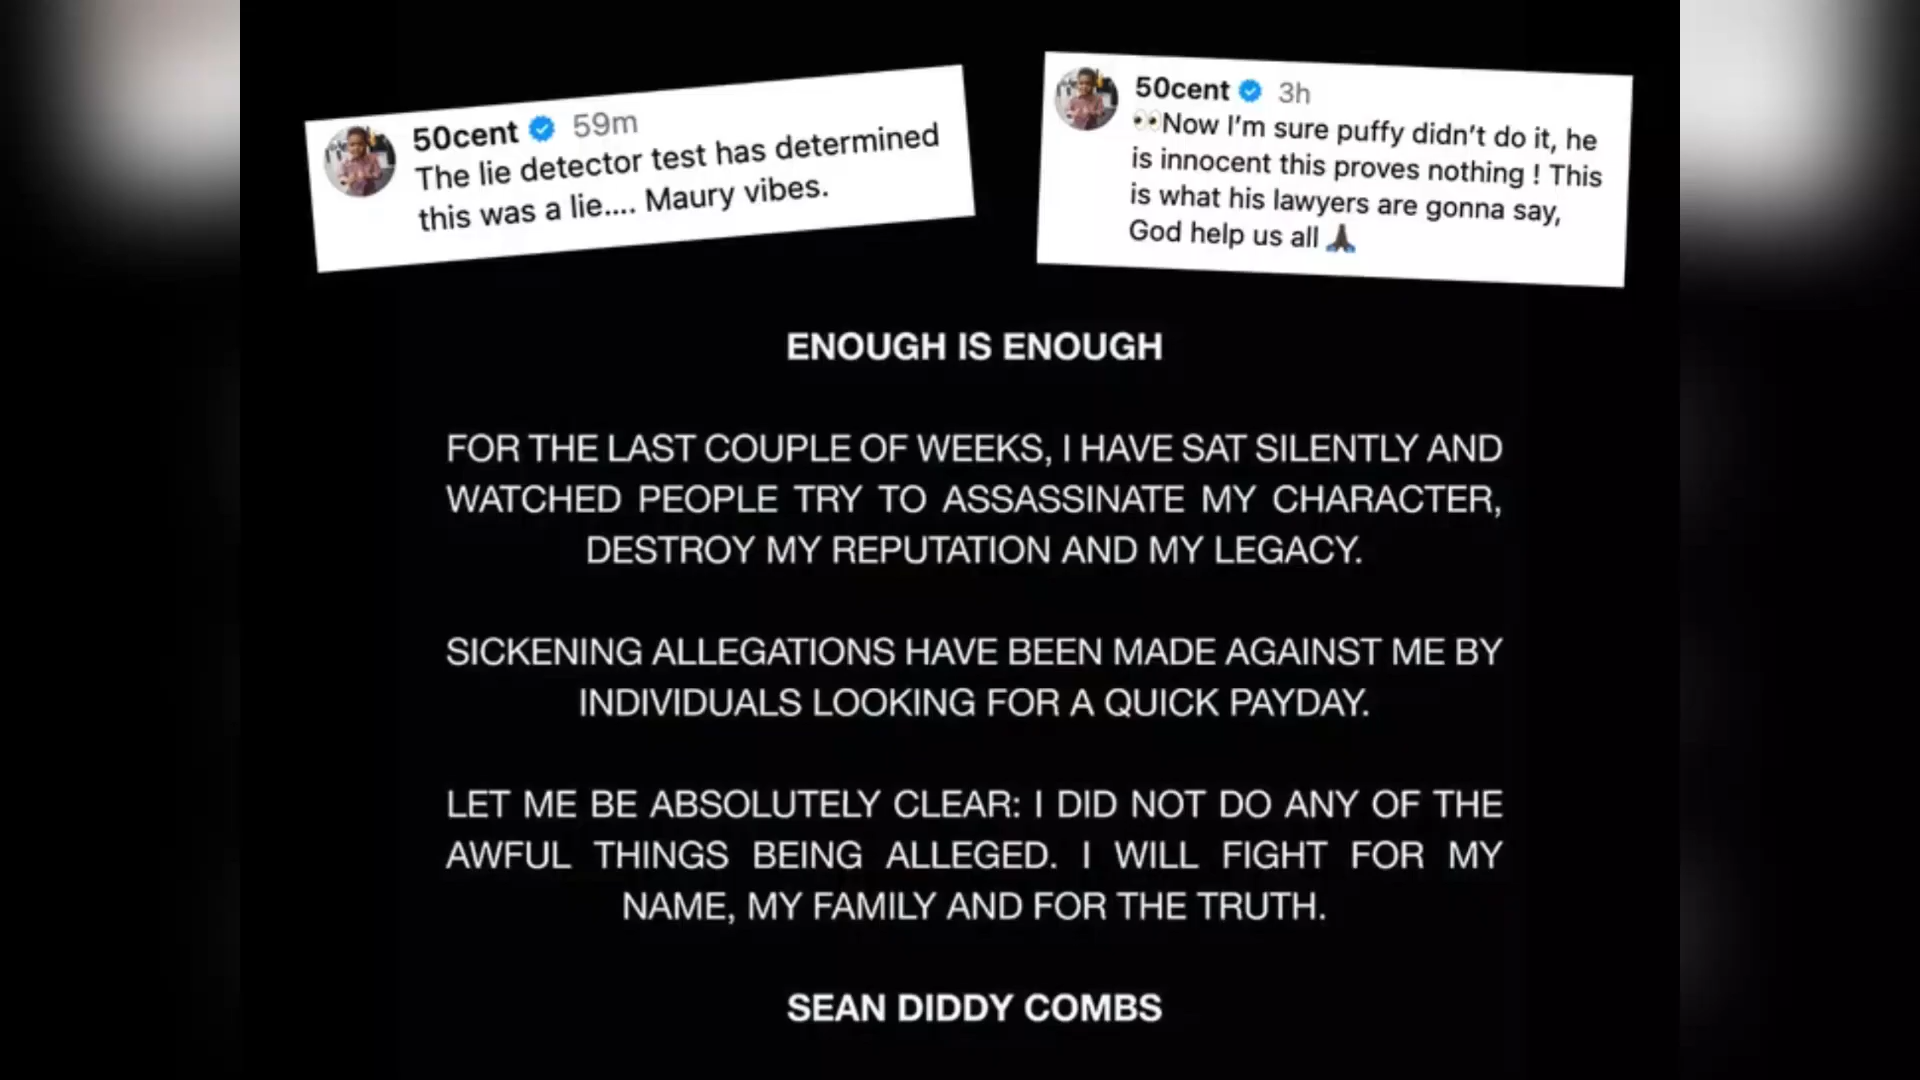 50cent 59m
The lie detector test has determined
this was a lie.... Maury vibes.
50cent 3h
👀Now I'm sure puffy didn't do it, he
is innocent this proves nothing ! This
is what his lawyers are gonna say,
God help us all 🙏🏿
ENOUGH IS ENOUGH
FOR THE LAST COUPLE OF WEEKS, I HAVE SAT SILENTLY AND
WATCHED PEOPLE TRY TO ASSASSINATE MY CHARACTER,
DESTROY MY REPUTATION AND MY LEGACY.
SICKENING ALLEGATIONS HAVE BEEN MADE AGAINST ME BY
INDIVIDUALS LOOKING FOR A QUICK PAYDAY.
LET ME BE ABSOLUTELY CLEAR: I DID NOT DO ANY OF THE
AWFUL THINGS BEING ALLEGED. I WILL FIGHT FOR MY
NAME, MY FAMILY AND FOR THE TRUTH.
SEAN DIDDY COMBS